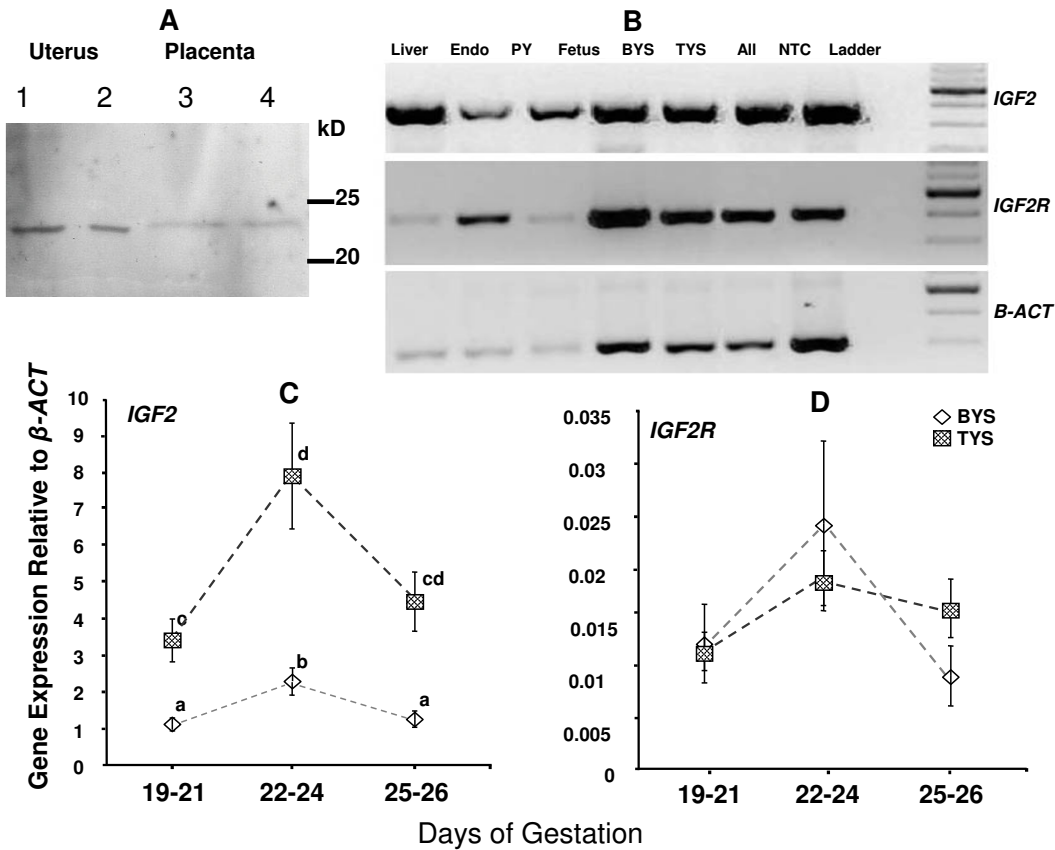 A
Uterus Placenta
1 2 3 4
kD
25
20
B
Liver Endo PY Fetus BYS TYS All NTC Ladder
IGF2
IGF2R
B-ACT
C
IGF2
Gene Expression Relative to β-ACT
10
9
8
7
6
5
4
3
2
1
0
d
cd
c
b
a
a
19-21 22-24 25-26
D
IGF2R
BYS
TYS
0.035
0.03
0.025
0.02
0.015
0.01
0.005
0
19-21 22-24 25-26
Days of Gestation